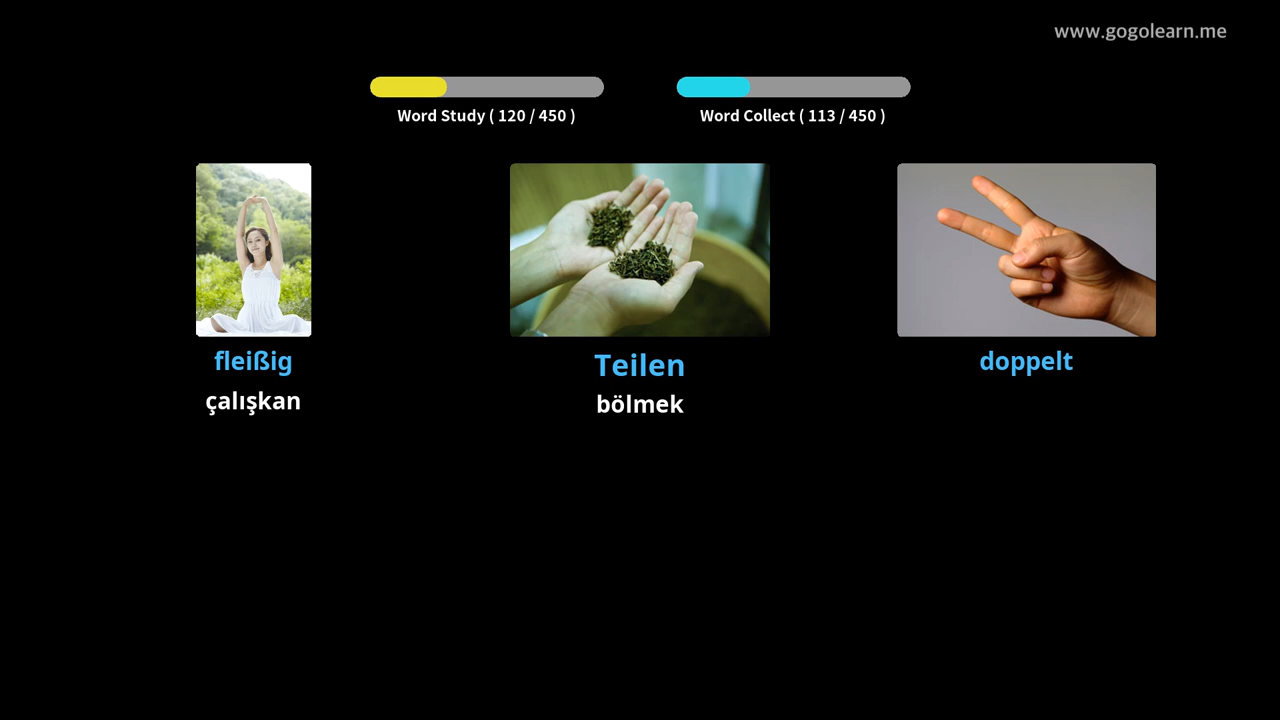 www.gogolearn.me
Word Study ( 120 / 450 )
Word Collect ( 113 / 450 )
fleißig
çalışkan
Teilen
bölmek
doppelt